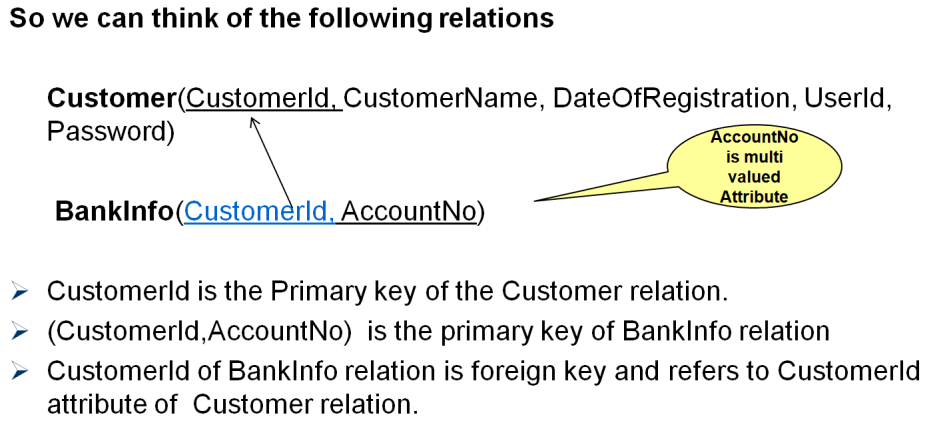 So we can think of the following relations
Customer(CustomerId, CustomerName, DateOfRegistration, UserId,
Password)
AccountNo
is multi
valued
Attribute
BankInfo(CustomerId, AccountNo)
CustomerId is the Primary key of the Customer relation.
(CustomerId,AccountNo) is the primary key of BankInfo relation
CustomerId of BankInfo relation is foreign key and refers to CustomerId
attribute of Customer relation.